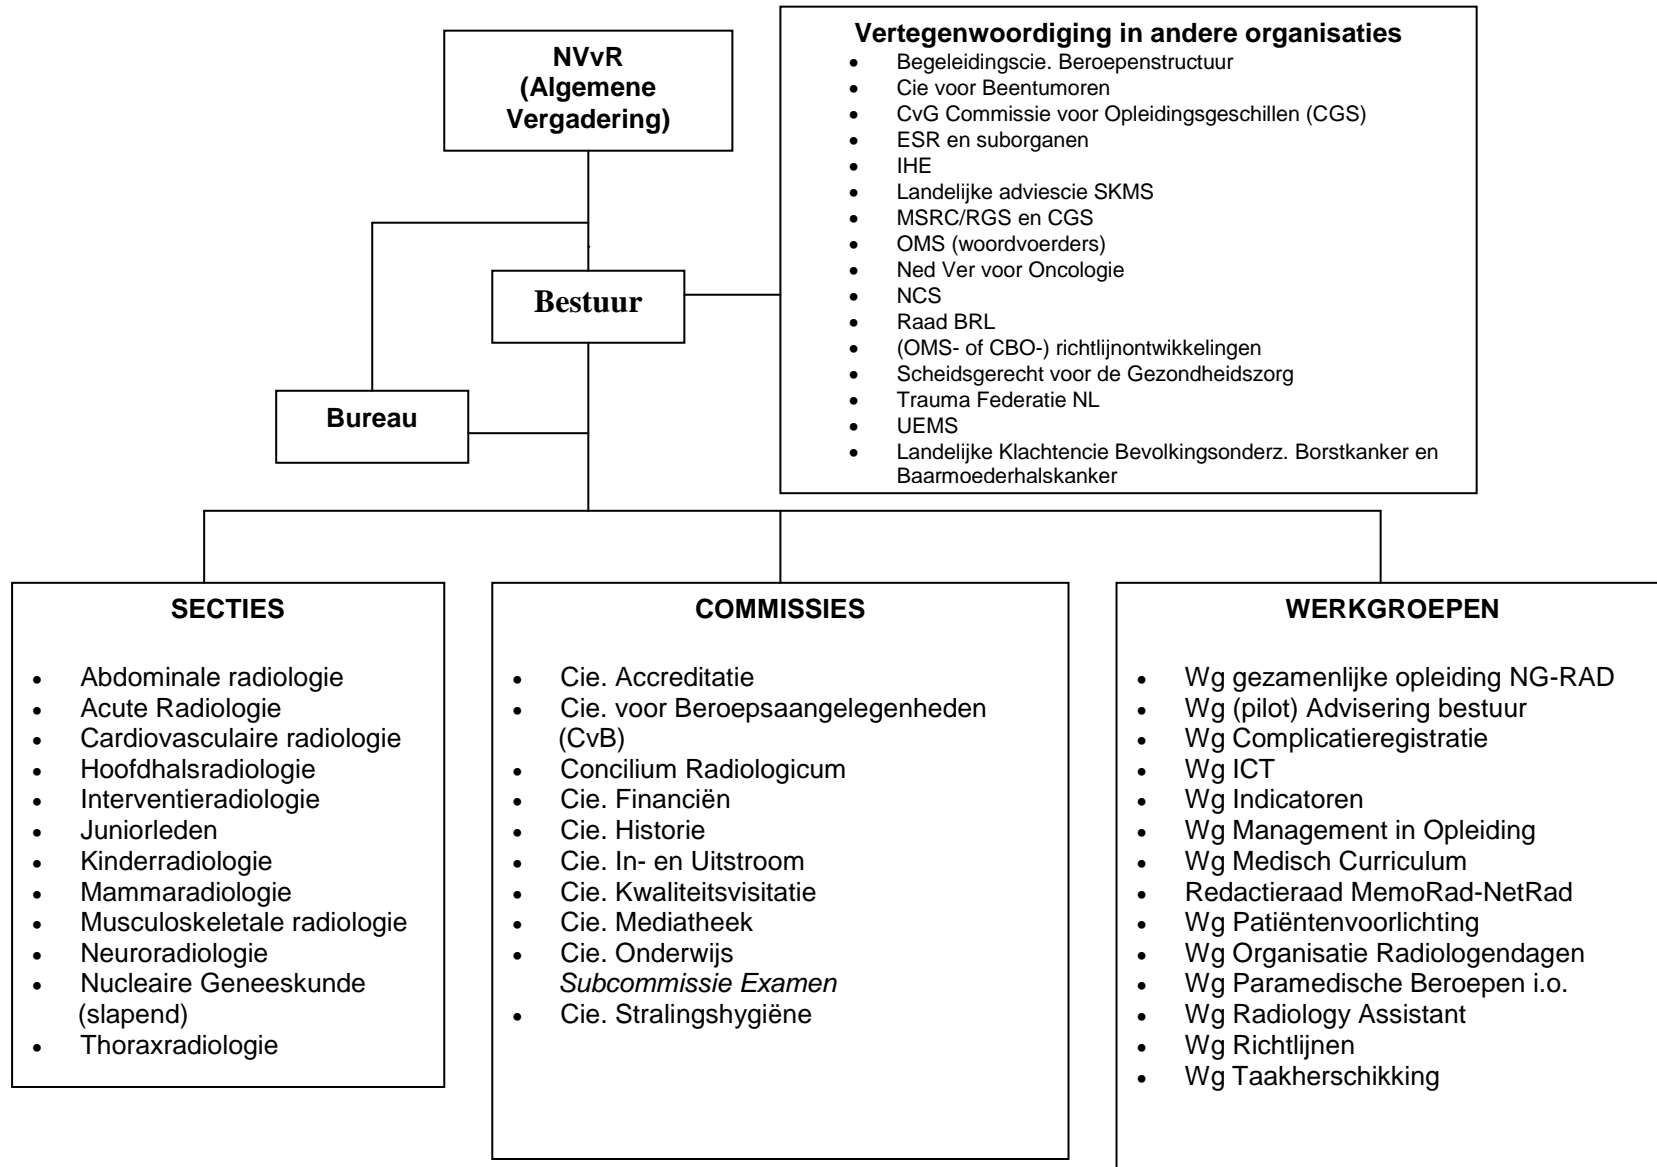 NVvR
(Algemene
Vergadering)
Vertegenwoordiging in andere organisaties
• Begeleidingscie. Beroepenstructuur
• Cie voor Beentumoren
• CvG Commissie voor Opleidingsgeschillen (CGS)
• ESR en suborganen
• IHE
• Landelijke adviescie SKMS
• MSRC/RGS en CGS
• OMS (woordvoerders)
• Ned Ver voor Oncologie
• NCS
• Raad BRL
• (OMS- of CBO-) richtlijnontwikkelingen
• Scheidsgerecht voor de Gezondheidszorg
• Trauma Federatie NL
• UEMS
• Landelijke Klachtencie Bevolkingsonderz. Borstkanker en
Baarmoederhalskanker
Bestuur
Bureau
SECTIES
• Abdominale radiologie
• Acute Radiologie
• Cardiovasculaire radiologie
• Hoofdhalsradiologie
• Interventieradiologie
• Juniorleden
• Kinderradiologie
• Mammaradiologie
• Musculoskeletale radiologie
• Neuroradiologie
• Nucleaire Geneeskunde
(slapend)
• Thoraxradiologie
COMMISSIES
• Cie. Accreditatie
• Cie. voor Beroepsaangelegenheden
(CvB)
• Concilium Radiologicum
• Cie. Financiën
• Cie. Historie
• Cie. In- en Uitstroom
• Cie. Kwaliteitsvisitatie
• Cie. Mediatheek
• Cie. Onderwijs
Subcommissie Examen
• Cie. Stralingshygiëne
WERKGROEPEN
• Wg gezamenlijke opleiding NG-RAD
• Wg (pilot) Advisering bestuur
• Wg Complicatieregistratie
• Wg ICT
• Wg Indicatoren
• Wg Management in Opleiding
• Wg Medisch Curriculum
• Redactieraad MemoRad-NetRad
• Wg Patiëntenvoorlichting
• Wg Organisatie Radiologendagen
• Wg Paramedische Beroepen i.o.
• Wg Radiology Assistant
• Wg Richtlijnen
• Wg Taakherschikking